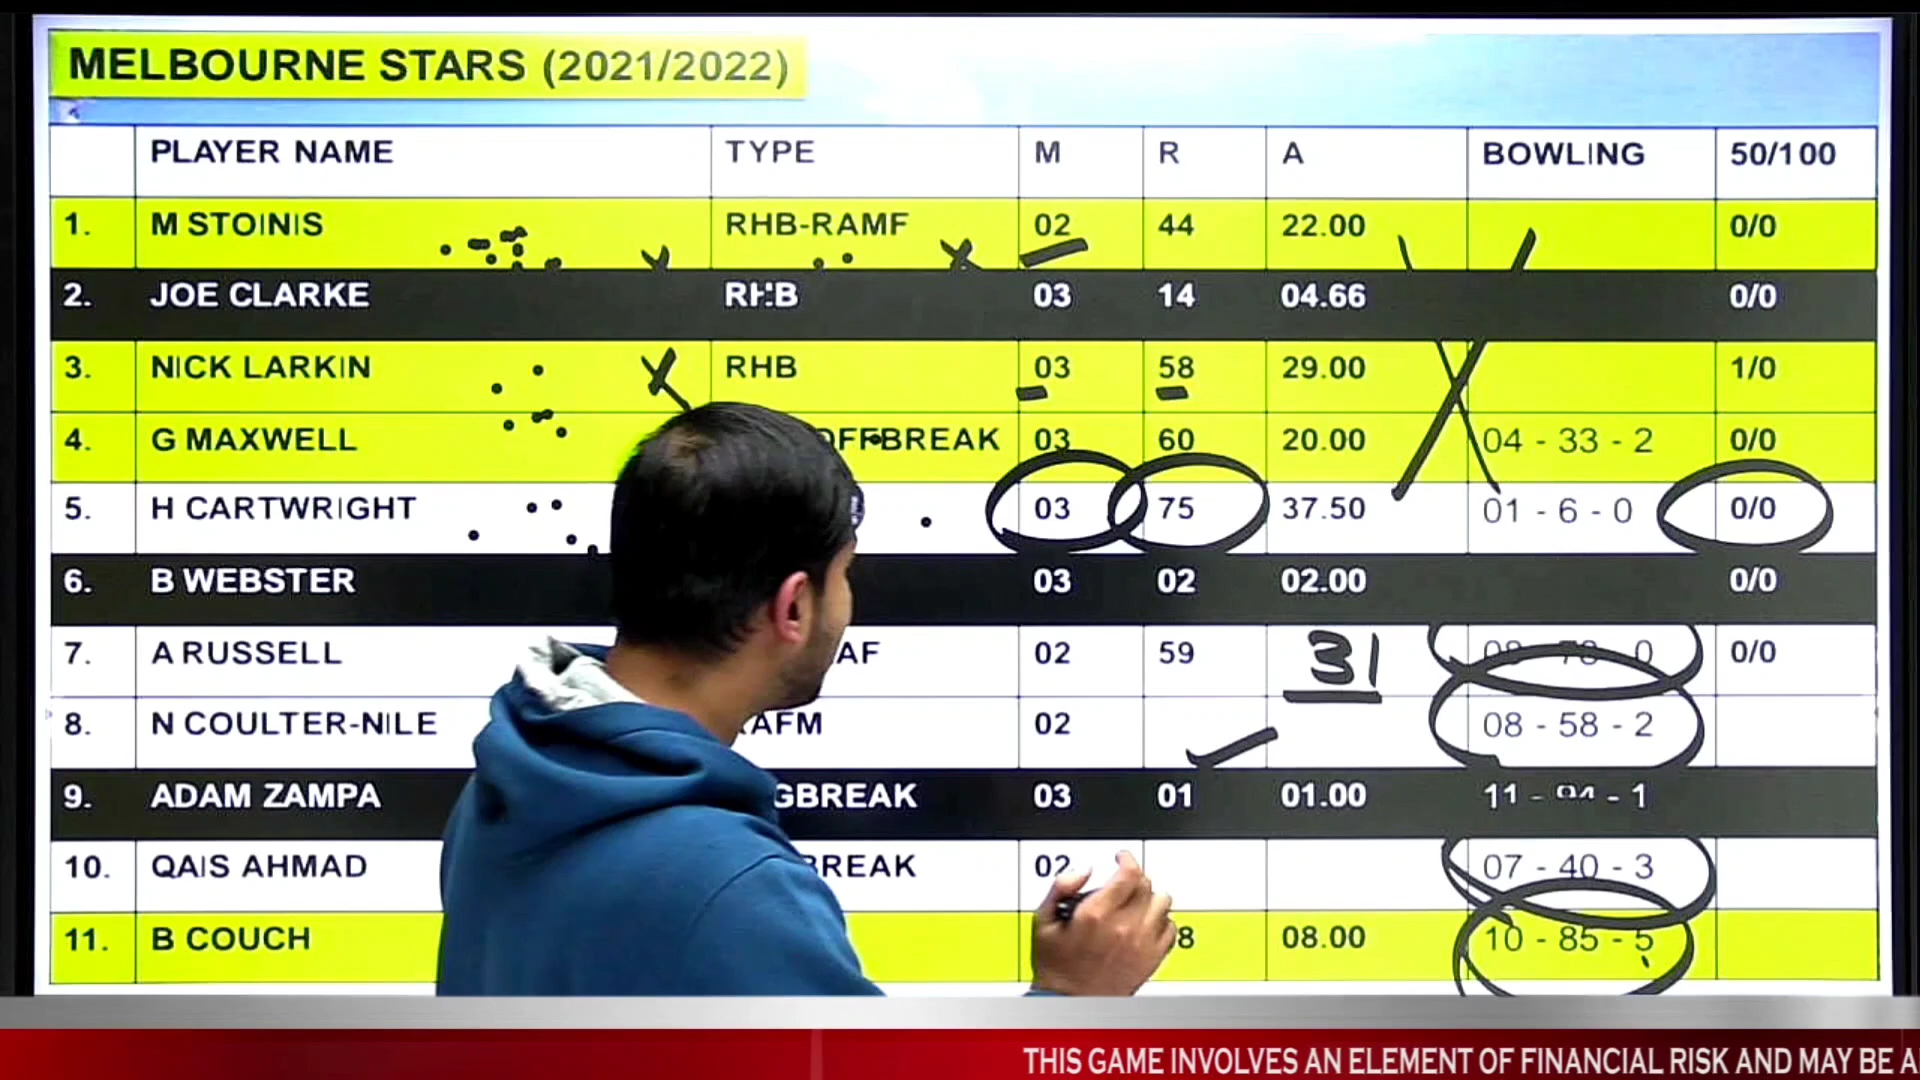 MELBOURNE STARS (2021/2022)
PLAYER NAME TYPE M R A BOWLING 50/100
1. M STOINIS RHB-RAMF 02 44 22.00 0/0
2. JOE CLARKE RHB 03 14 04.66 0/0
3. NICK LARKIN RHB 03 58 29.00 1/0
4. G MAXWELL OFFBREAK 03 60 20.00 04 - 33 - 2 0/0
5. H CARTWRIGHT 03 75 37.50 01 - 6 - 0 0/0
6. B WEBSTER 03 02 02.00 0/0
7. A RUSSELL AF 02 59 31 0 0/0
8. N COULTER-NILE AFM 02 08 - 58 - 2
9. ADAM ZAMPA GBREAK 03 01 01.00 11 - - 1
10. QAIS AHMAD BREAK 02 07 - 40 - 3
11. B COUCH 8 08.00 10 - 85 - 5
THIS GAME INVOLVES AN ELEMENT OF FINANCIAL RISK AND MAY BE A